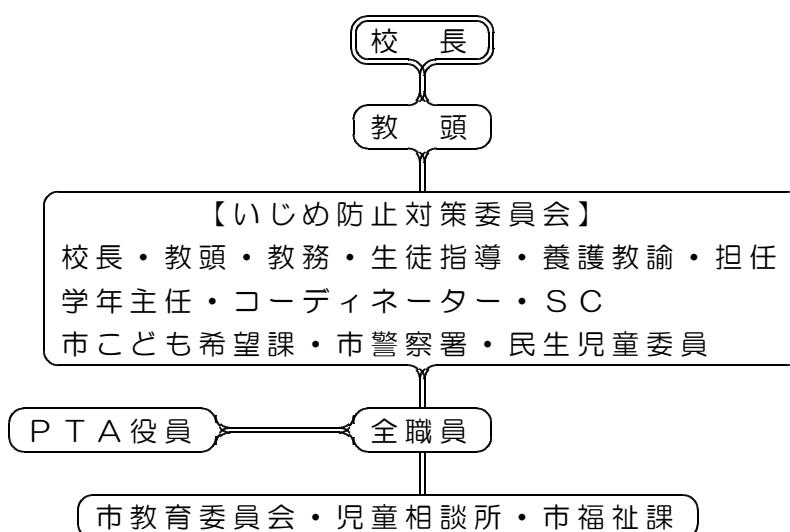 校　長
教　頭
【いじめ防止対策委員会】
校長・教頭・教務・生徒指導・養護教諭・担任
学年主任・コーディネーター・ＳＣ
市こども希望課・市警察署・民生児童委員
ＰＴＡ役員　全職員
市教育委員会・児童相談所・市福祉課